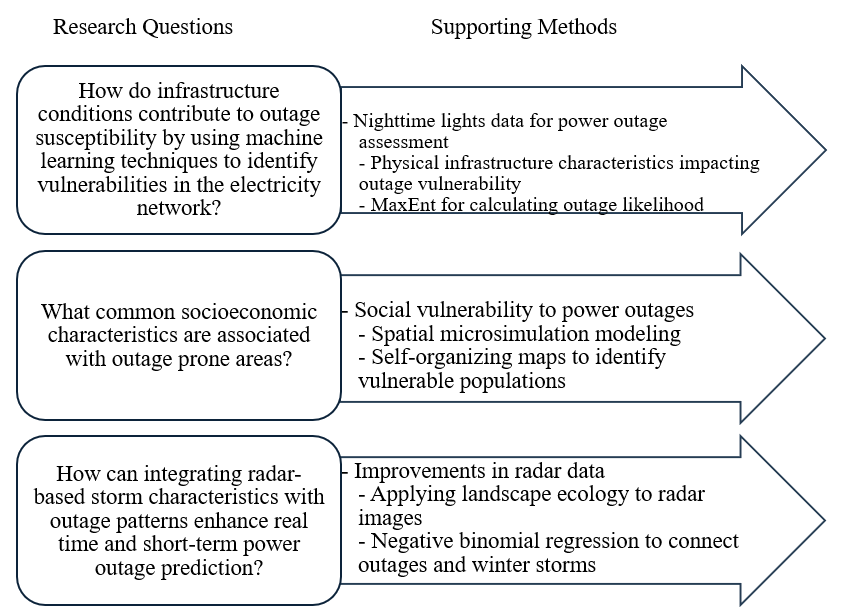 Research Questions
Supporting Methods
How do infrastructure
conditions contribute to outage
susceptibility by using machine
learning techniques to identify
vulnerabilities in the electricity
network?
- Nighttime lights data for power outage
assessment
- Physical infrastructure characteristics impacting
outage vulnerability
- MaxEnt for calculating outage likelihood
What common socioeconomic
characteristics are associated
with outage prone areas?
- Social vulnerability to power outages
- Spatial microsimulation modeling
- Self-organizing maps to identify
vulnerable populations
How can integrating radar-
based storm characteristics with
outage patterns enhance real
time and short-term power
outage prediction?
- Improvements in radar data
- Applying landscape ecology to radar
images
- Negative binomial regression to connect
outages and winter storms